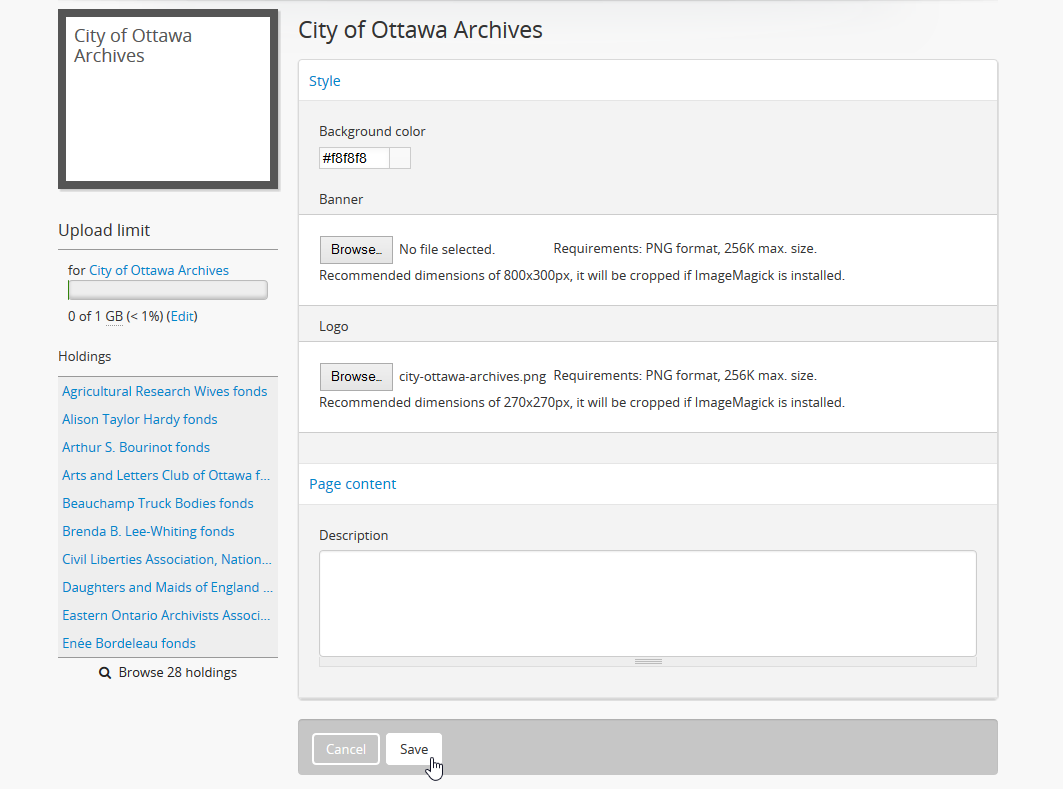 City of Ottawa
Archives
Upload limit
for City of Ottawa Archives
0 of 1 GB (< 1%) (Edit)
Holdings
Agricultural Research Wives fonds
Alison Taylor Hardy fonds
Arthur S. Bourinot fonds
Arts and Letters Club of Ottawa f...
Beauchamp Truck Bodies fonds
Brenda B. Lee-Whiting fonds
Civil Liberties Association, Nation...
Daughters and Maids of England ...
Eastern Ontario Archivists Associ...
Enée Bordeleau fonds
Browse 28 holdings
City of Ottawa Archives
Style
Background color
#f8f8f8
Banner
Browse... No file selected. Requirements: PNG format, 256K max. size.
Recommended dimensions of 800x300px, it will be cropped if ImageMagick is installed.
Logo
Browse... city-ottawa-archives.png Requirements: PNG format, 256K max. size.
Recommended dimensions of 270x270px, it will be cropped if ImageMagick is installed.
Page content
Description
Cancel Save